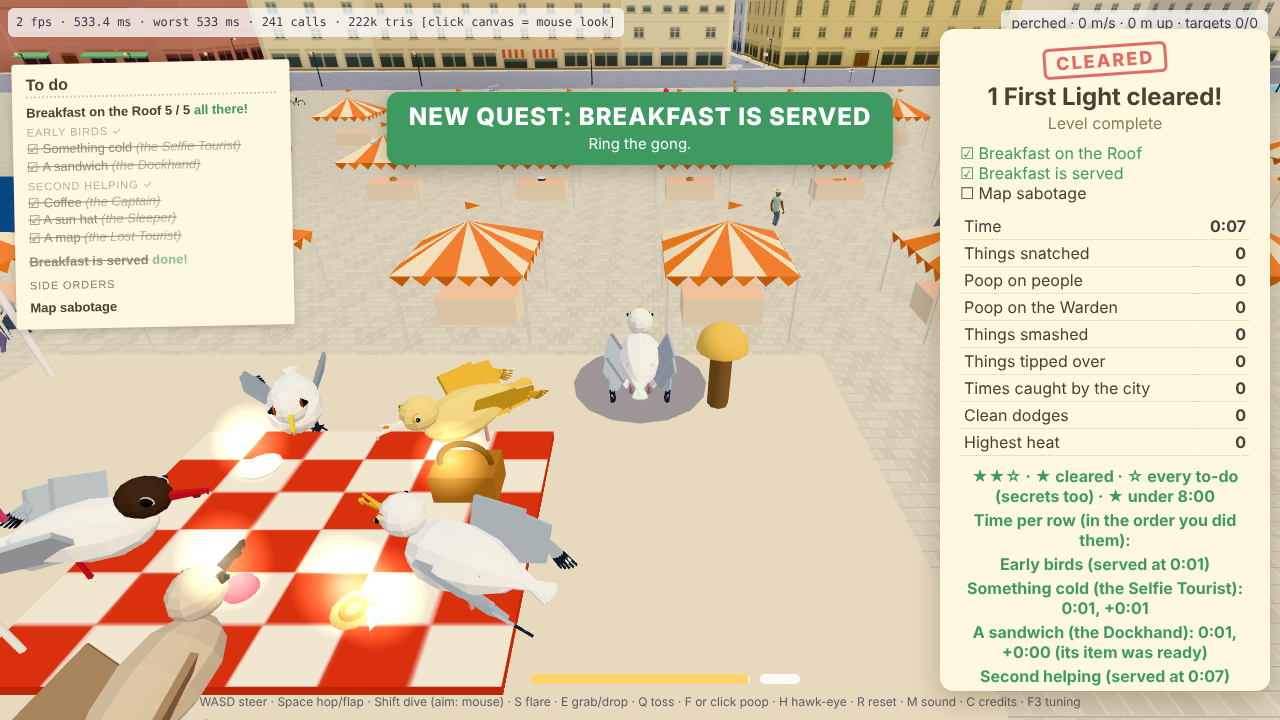 2 fps · 533.4 ms · worst 533 ms · 241 calls · 222k tris [click canvas = mouse look]
perched · 0 m/s · 0 m up · targets 0/0
To do
Breakfast on the Roof 5 / 5 all there!
EARLY BIRDS ✓
☑ Something cold (the Selfie Tourist)
☑ A sandwich (the Dockhand)
SECOND HELPING ✓
☑ Coffee (the Captain)
☑ A sun hat (the Sleeper)
☑ A map (the Lost Tourist)
Breakfast is served done!
SIDE ORDERS
Map sabotage
NEW QUEST: BREAKFAST IS SERVED
Ring the gong.
CLEARED
1 First Light cleared!
Level complete
☑ Breakfast on the Roof
☑ Breakfast is served
☐ Map sabotage
Time 0:07
Things snatched 0
Poop on people 0
Poop on the Warden 0
Things smashed 0
Things tipped over 0
Times caught by the city 0
Clean dodges 0
Highest heat 0
★★☆ · ★ cleared · ☆ every to-do
(secrets too) · ★ under 8:00
Time per row (in the order you did
them):
Early birds (served at 0:01)
Something cold (the Selfie Tourist):
0:01, +0:01
A sandwich (the Dockhand): 0:01,
+0:00 (its item was ready)
Second helping (served at 0:07)
WASD steer · Space hop/flap · Shift dive (aim: mouse) · S flare · E grab/drop · Q toss · F or click poop · H hawk-eye · R reset · M sound · C credits · F3 tuning